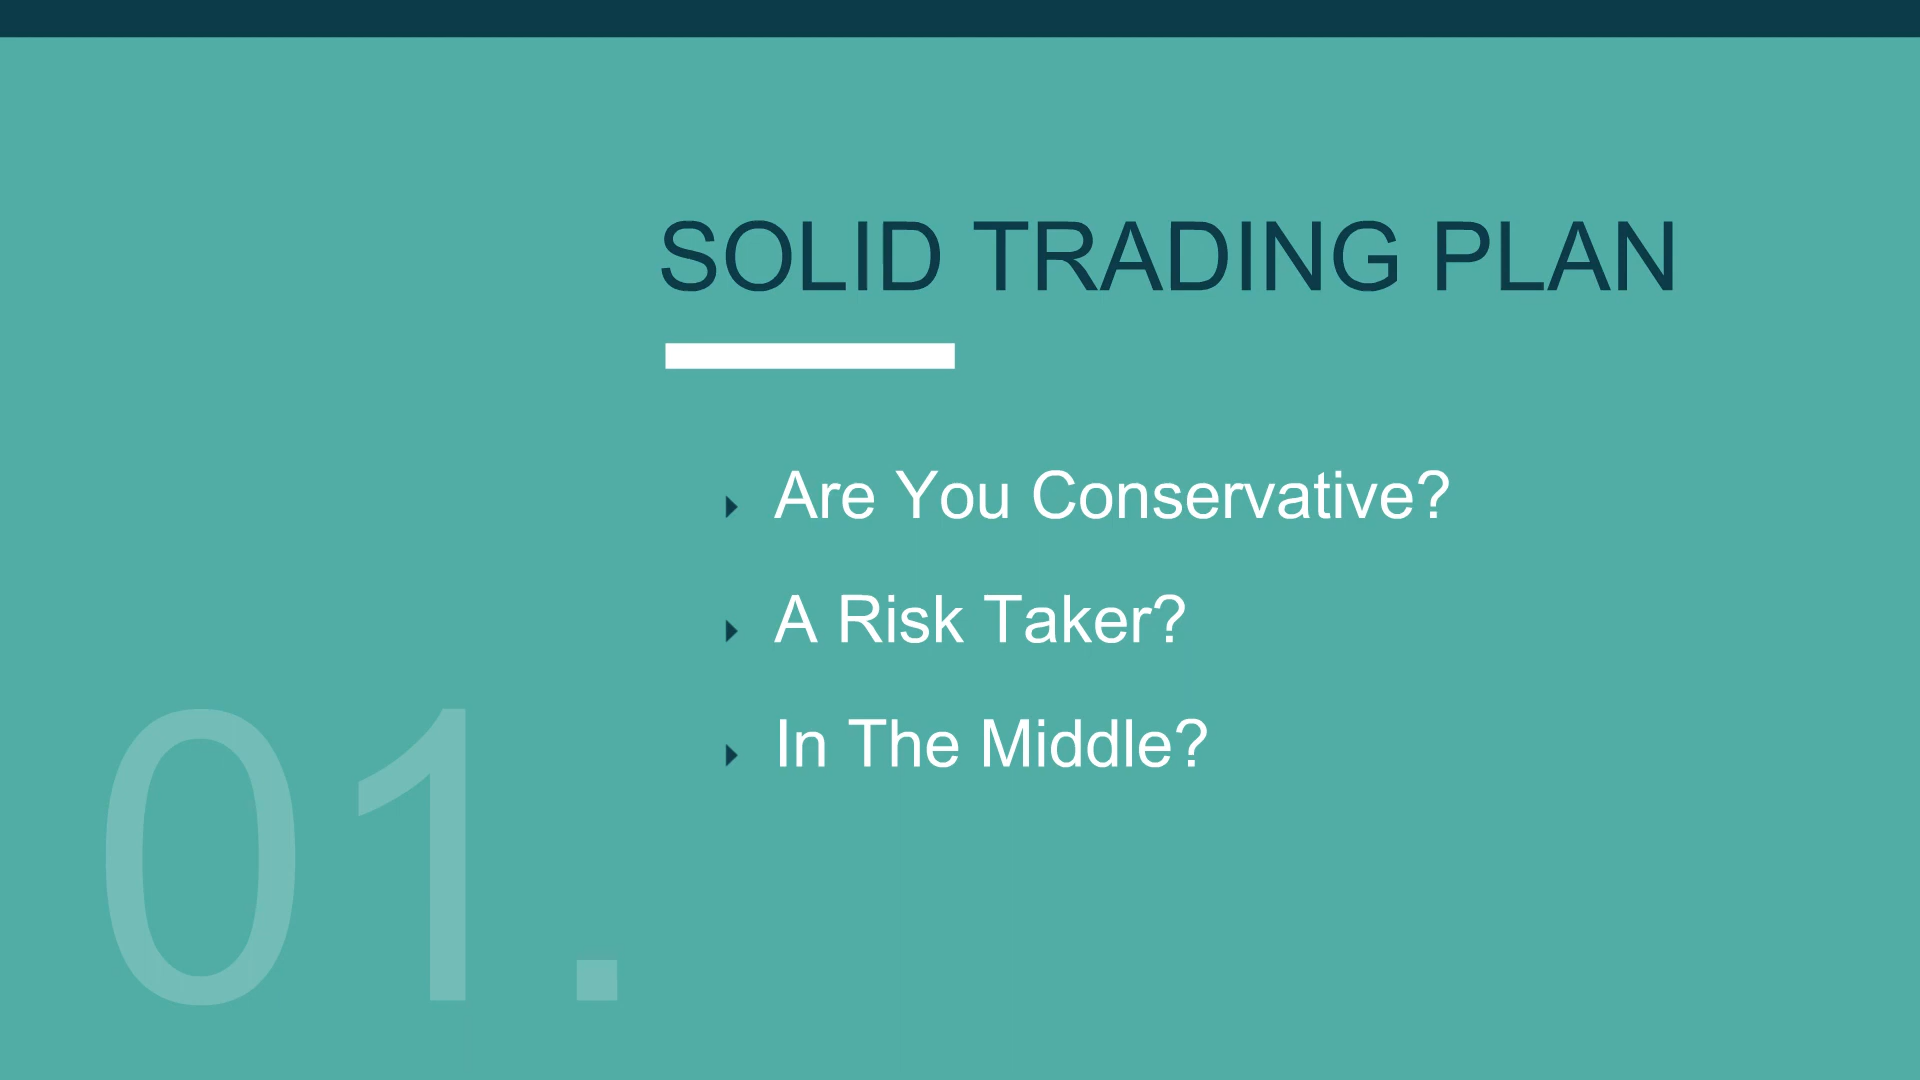 SOLID TRADING PLAN
Are You Conservative?
A Risk Taker?
In The Middle?
01.